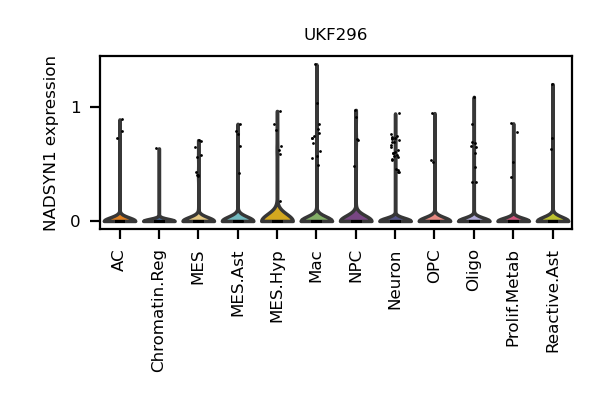 UKF296
NADSYN1 expression
1
0
AC
Chromatin.Reg
MES
MES.Ast
MES.Hyp
Mac
NPC
Neuron
OPC
Oligo
Prolif.Metab
Reactive.Ast